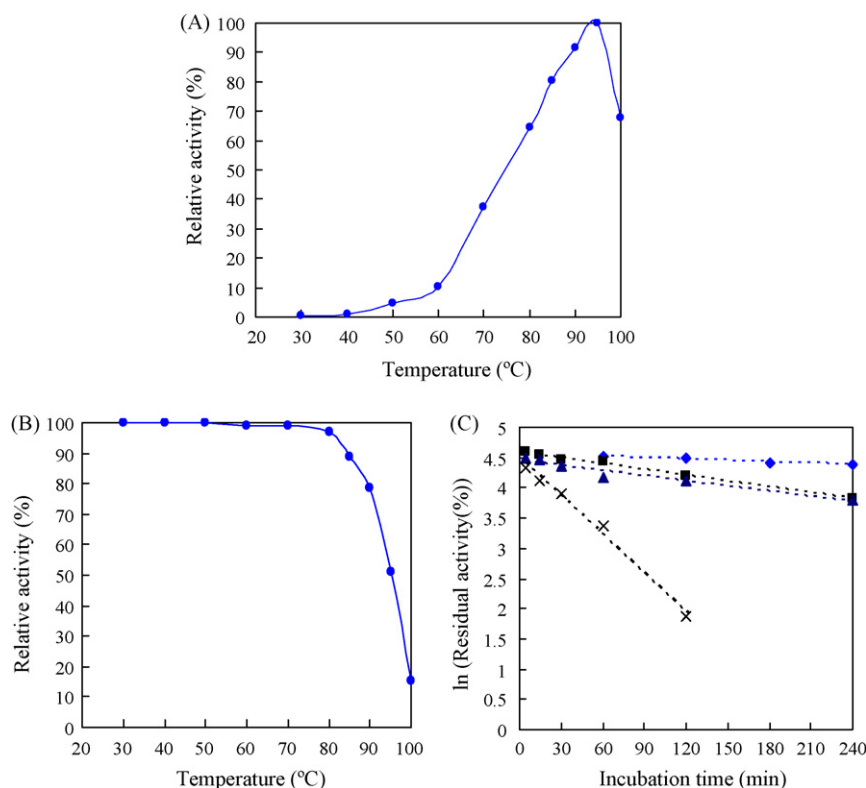 (A)
Relative activity (%)
100
90
80
70
60
50
40
30
20
10
0
20 30 40 50 60 70 80 90 100
Temperature (ºC)
(B)
Relative activity (%)
100
90
80
70
60
50
40
30
20
10
0
20 30 40 50 60 70 80 90 100
Temperature (ºC)
(C)
ln (Residual activity(%))
5
4.5
4
3.5
3
2.5
2
1.5
1
0.5
0
0 30 60 90 120 150 180 210 240
Incubation time (min)